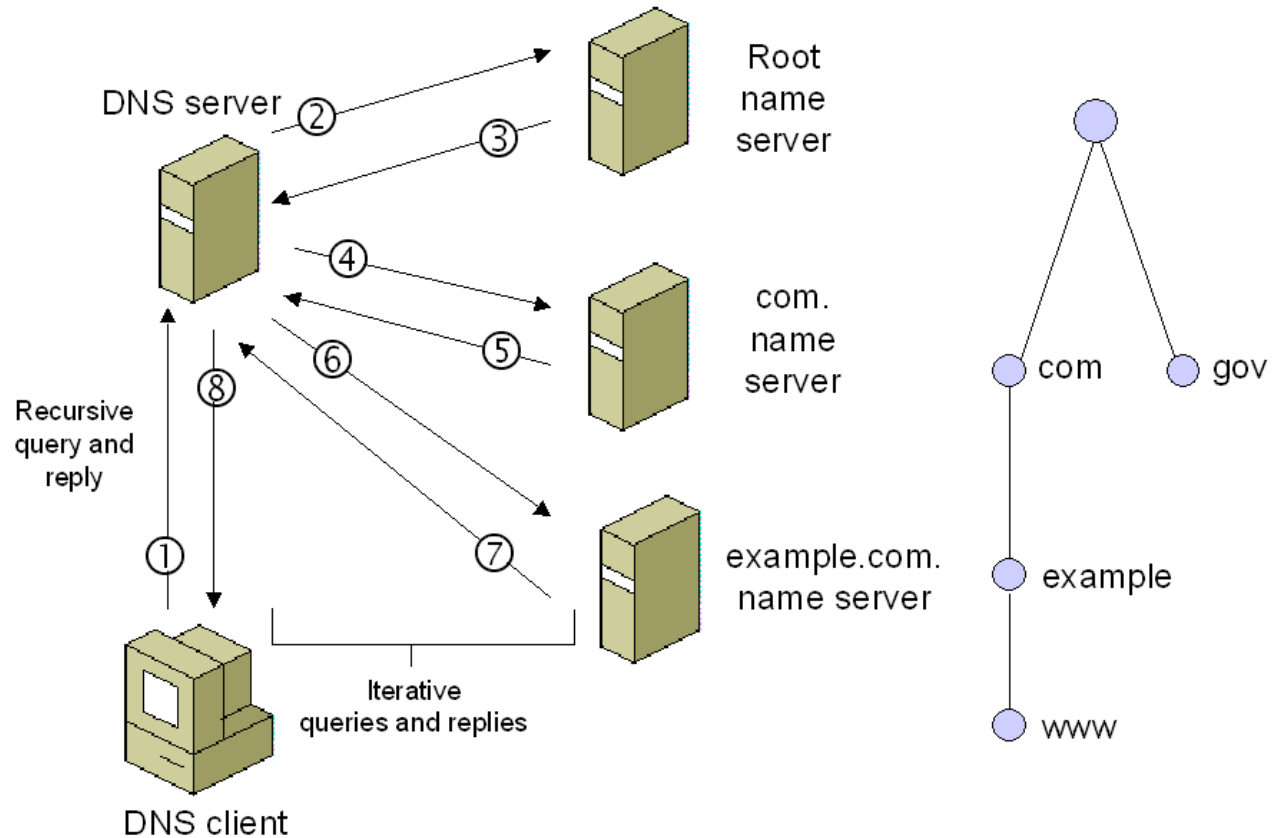 DNS server
Root
name
server
2
3
4
com.
name
server
5
6
8
Recursive
query and
reply
1
7
example.com.
name server
Iterative
queries and replies
DNS client
com
gov
example
www